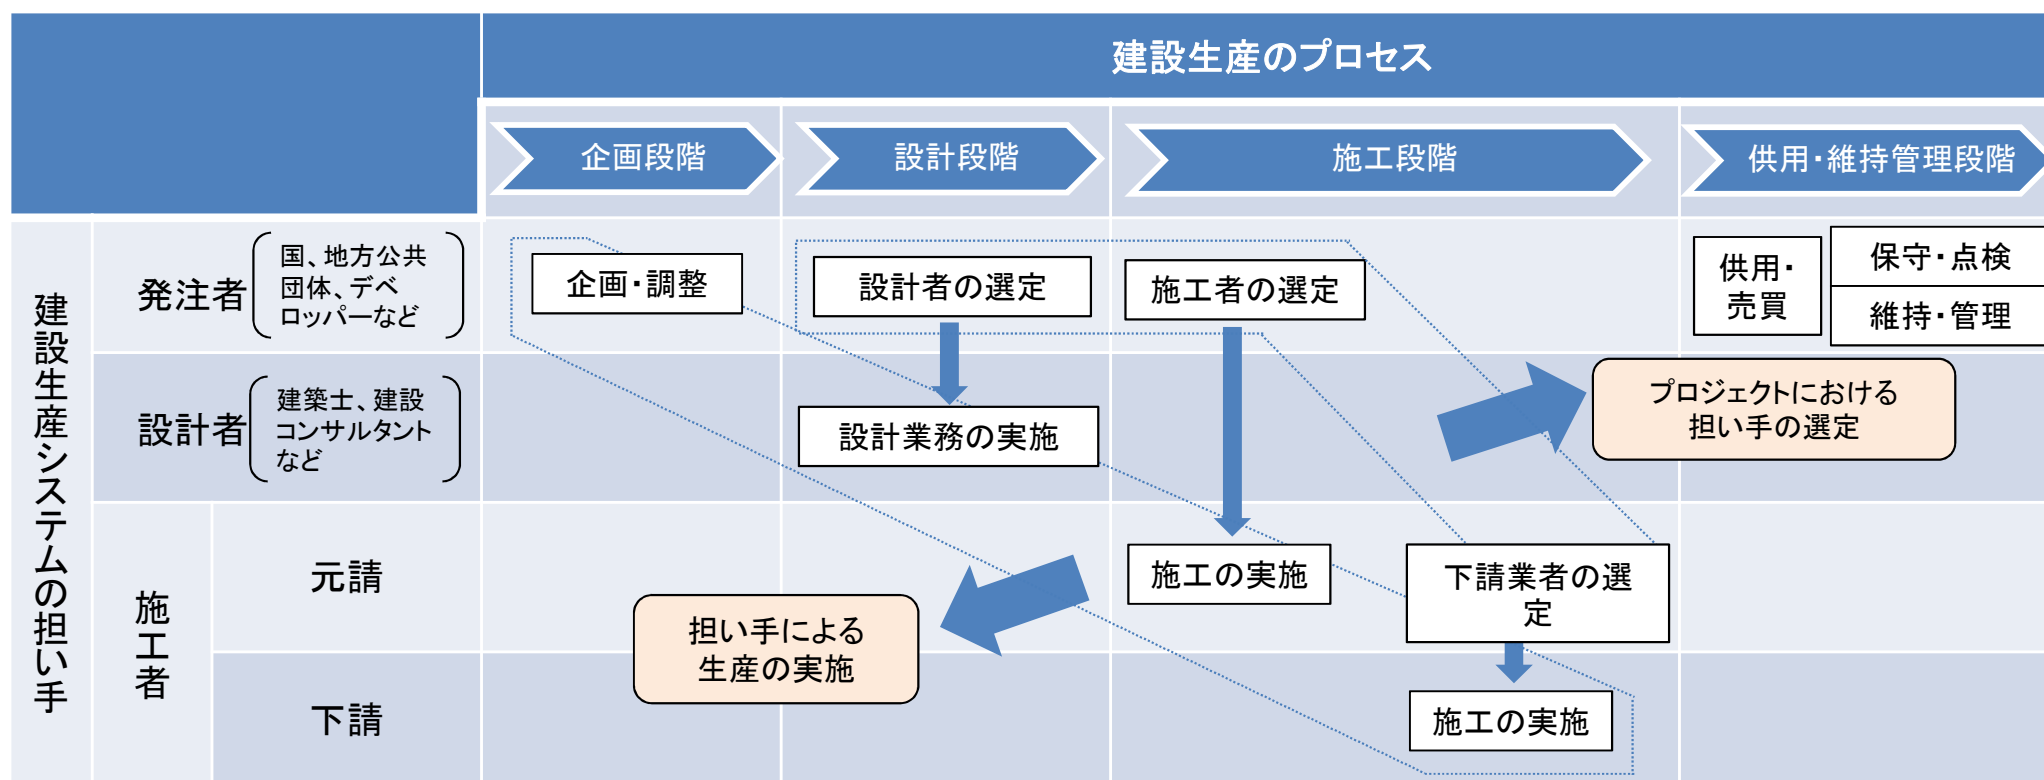 建設生産のプロセス
企画段階
設計段階
施工段階
供用・維持管理段階
建設生産システムの担い手
発注者
国、地方公共
団体、デベ
ロッパーなど
企画・調整
設計者の選定
施工者の選定
供用・
売買
保守・点検
維持・管理
設計者
建築士、建設
コンサルタント
など
設計業務の実施
プロジェクトにおける
担い手の選定
施工者
元請
施工の実施
下請業者の選
定
担い手による
生産の実施
下請
施工の実施